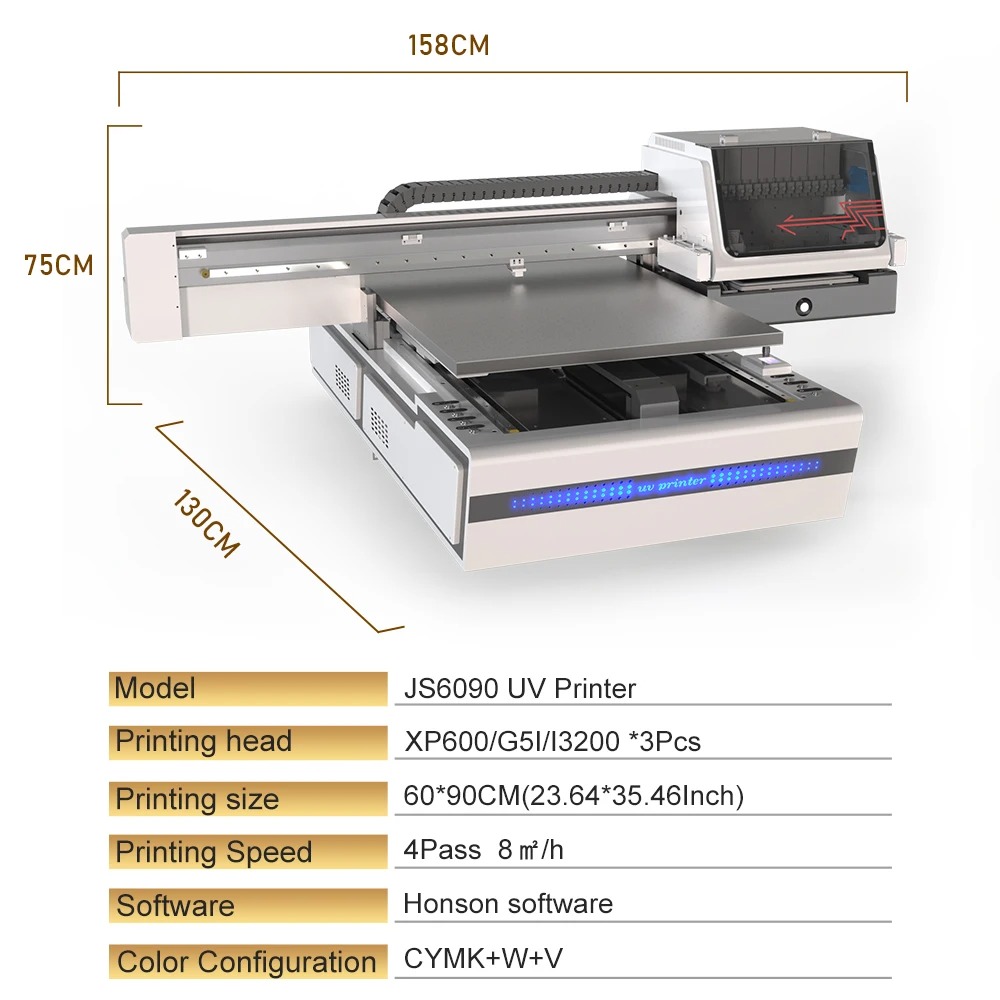 158CM
75CM
130CM
uv printer
Model JS6090 UV Printer
Printing head XP600/G5I/I3200 *3Pcs
Printing size 60*90CM(23.64*35.46Inch)
Printing Speed 4Pass 8㎡/h
Software Honson software
Color Configuration CYMK+W+V